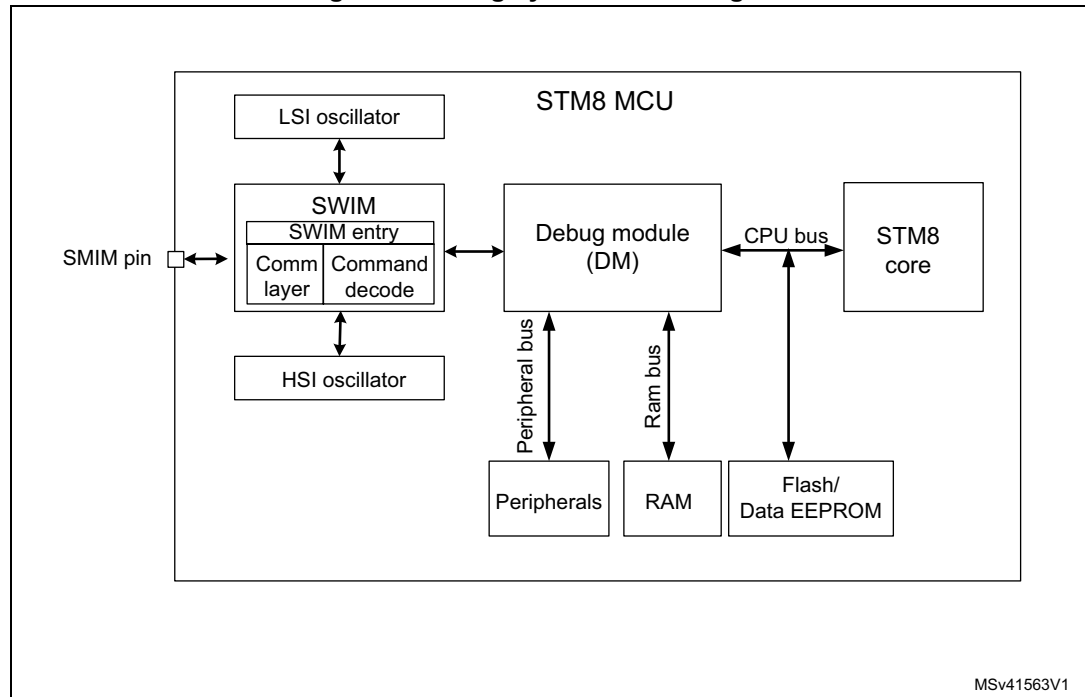 STM8 MCU
LSI oscillator
SWIM
SWIM entry
Comm
layer
Command
decode
SMIM pin
HSI oscillator
Debug module
(DM)
CPU bus
STM8
core
Peripheral bus
Ram bus
Peripherals
RAM
Flash/
Data EEPROM
MSv41563V1